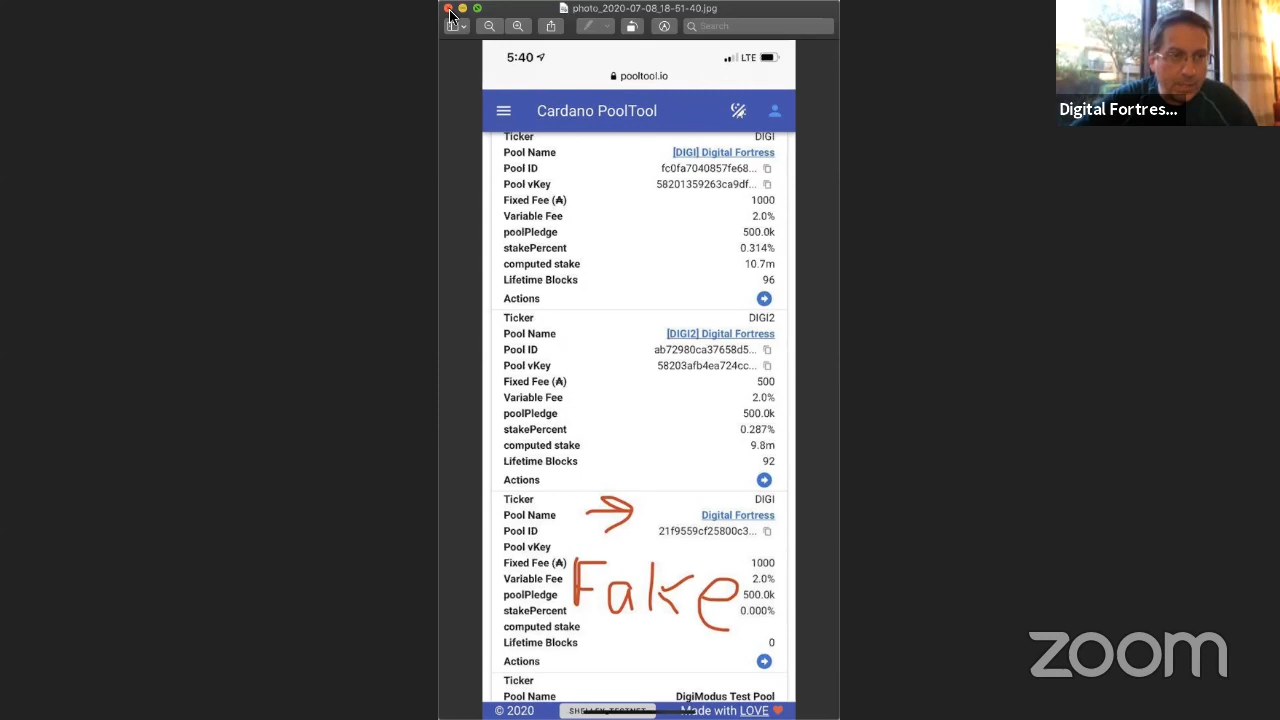 photo_2020-07-08_18-51-40.jpg
Search
5:40
LTE
pooltool.io
Cardano PoolTool
Ticker DIGI
Pool Name [DIGI] Digital Fortress
Pool ID fc0fa7040857fe68...
Pool vKey 58201359263ca9df...
Fixed Fee (₳) 1000
Variable Fee 2.0%
poolPledge 500.0k
stakePercent 0.314%
computed stake 10.7m
Lifetime Blocks 96
Actions
Ticker DIGI2
Pool Name [DIGI2] Digital Fortress
Pool ID ab72980ca37658d5...
Pool vKey 58203afb4ea724cc...
Fixed Fee (₳) 500
Variable Fee 2.0%
poolPledge 500.0k
stakePercent 0.287%
computed stake 9.8m
Lifetime Blocks 92
Actions
Ticker DIGI
Pool Name Digital Fortress
Pool ID 21f9559cf25800c3...
Pool vKey
Fixed Fee (₳) 1000
Variable Fee 2.0%
poolPledge 500.0k
stakePercent 0.000%
Fake
computed stake
Lifetime Blocks 0
Actions
Ticker
Pool Name DigiModus Test Pool
© 2020 SHELLEY_TESTNET Made with LOVE
Digital Fortres...
zoom